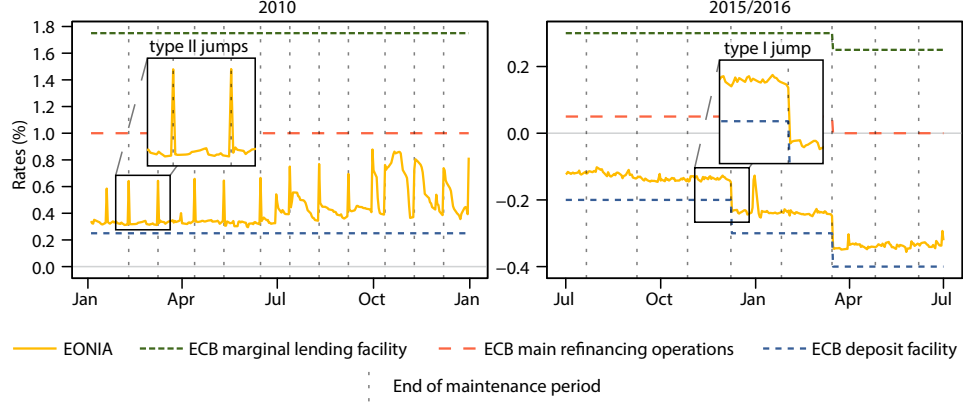 2010
2015/2016
Rates (%)
1.8
1.6
1.4
1.2
1.0
0.8
0.6
0.4
0.2
0.0
type II jumps
Jan
Apr
Jul
Oct
Jan
0.2
0.0
−0.2
−0.4
type I jump
Jul
Oct
Jan
Apr
Jul
EONIA
ECB marginal lending facility
ECB main refinancing operations
ECB deposit facility
End of maintenance period